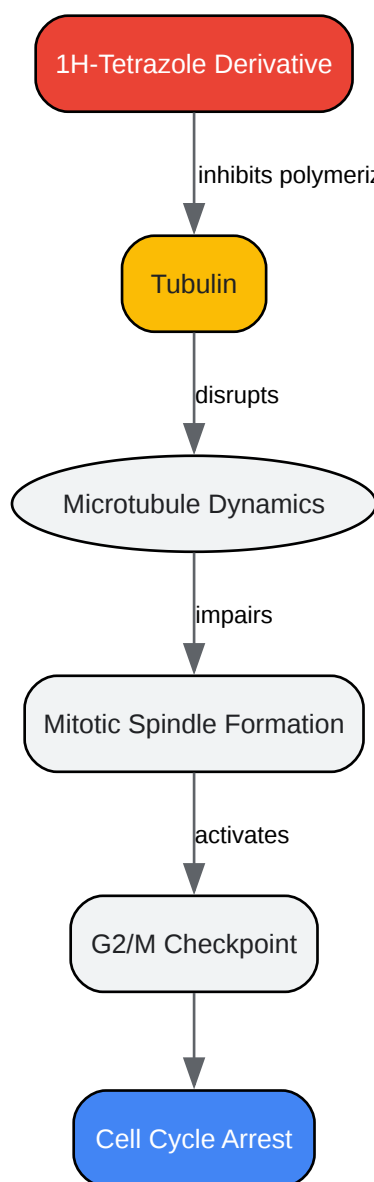 1H-Tetrazole Derivative
inhibits polymeriz
Tubulin
disrupts
Microtubule Dynamics
impairs
Mitotic Spindle Formation
activates
G2/M Checkpoint
Cell Cycle Arrest